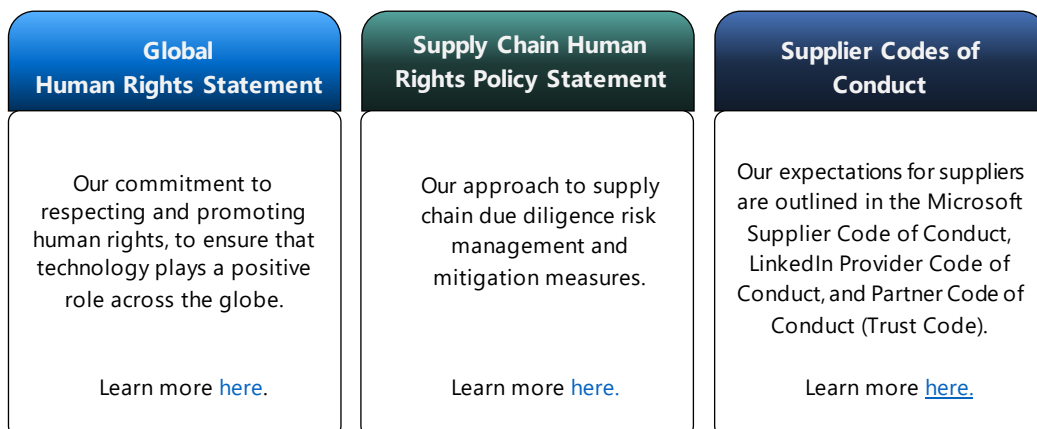 Global
Human Rights Statement
Our commitment to
respecting and promoting
human rights, to ensure that
technology plays a positive
role across the globe.
Learn more here.
Supply Chain Human
Rights Policy Statement
Our approach to supply
chain due diligence risk
management and
mitigation measures.
Learn more here.
Supplier Codes of
Conduct
Our expectations for suppliers
are outlined in the Microsoft
Supplier Code of Conduct,
LinkedIn Provider Code of
Conduct, and Partner Code of
Conduct (Trust Code).
Learn more here.